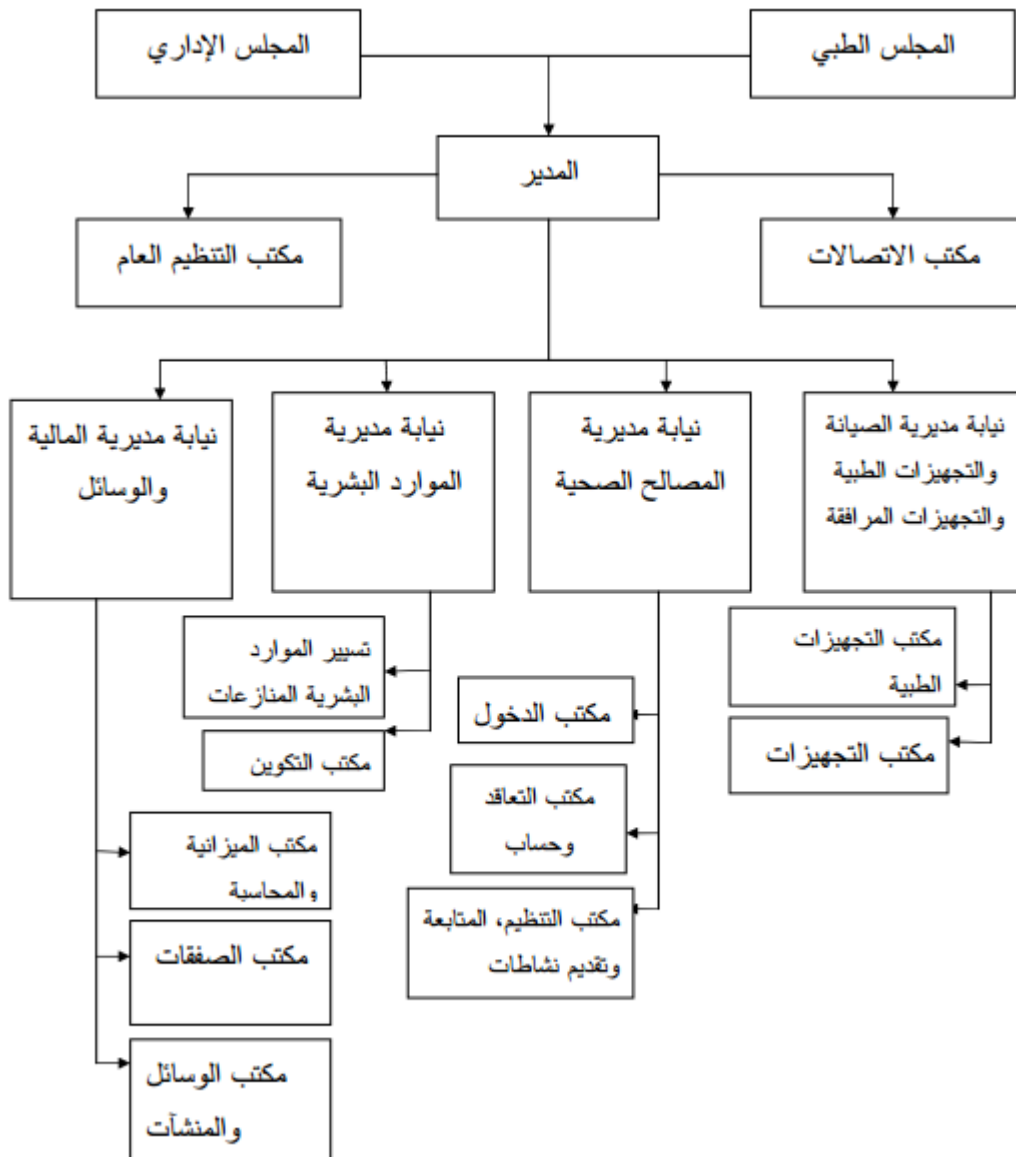 المجلس الطبي
المجلس الإداري
المدير
مكتب الاتصالات
مكتب التنظيم العام
نيابة مديرية الصيانة
والتجهيزات الطبية
والتجهيزات المرافقة
نيابة مديرية
المصالح الصحية
نيابة مديرية
الموارد البشرية
نيابة مديرية المالية
والوسائل
مكتب التجهيزات
الطبية
مكتب التجهيزات
مكتب الدخول
مكتب التعاقد
وحساب
مكتب التنظيم، المتابعة
وتقديم نشاطات
تسيير الموارد
البشرية المنازعات
مكتب التكوين
مكتب الميزانية
والمحاسبة
مكتب الصفقات
مكتب الوسائل
والمنشآت